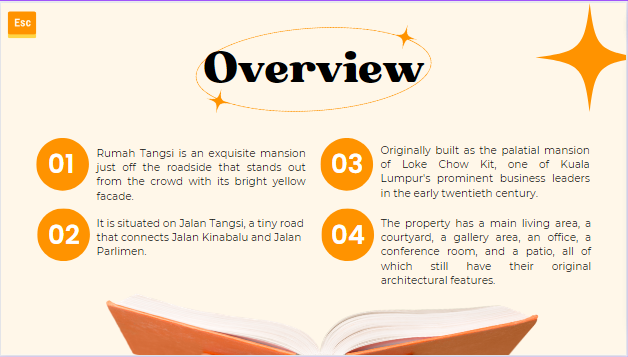 Esc
Overview
01
Rumah Tangsi is an exquisite mansion
just off the roadside that stands out
from the crowd with its bright yellow
facade.
02
It is situated on Jalan Tangsi, a tiny road
that connects Jalan Kinabalu and Jalan
Parlimen.
03
Originally built as the palatial mansion
of Loke Chow Kit, one of Kuala
Lumpur's prominent business leaders
in the early twentieth century.
04
The property has a main living area, a
courtyard, a gallery area, an office, a
conference room, and a patio, all of
which still have their original
architectural features.